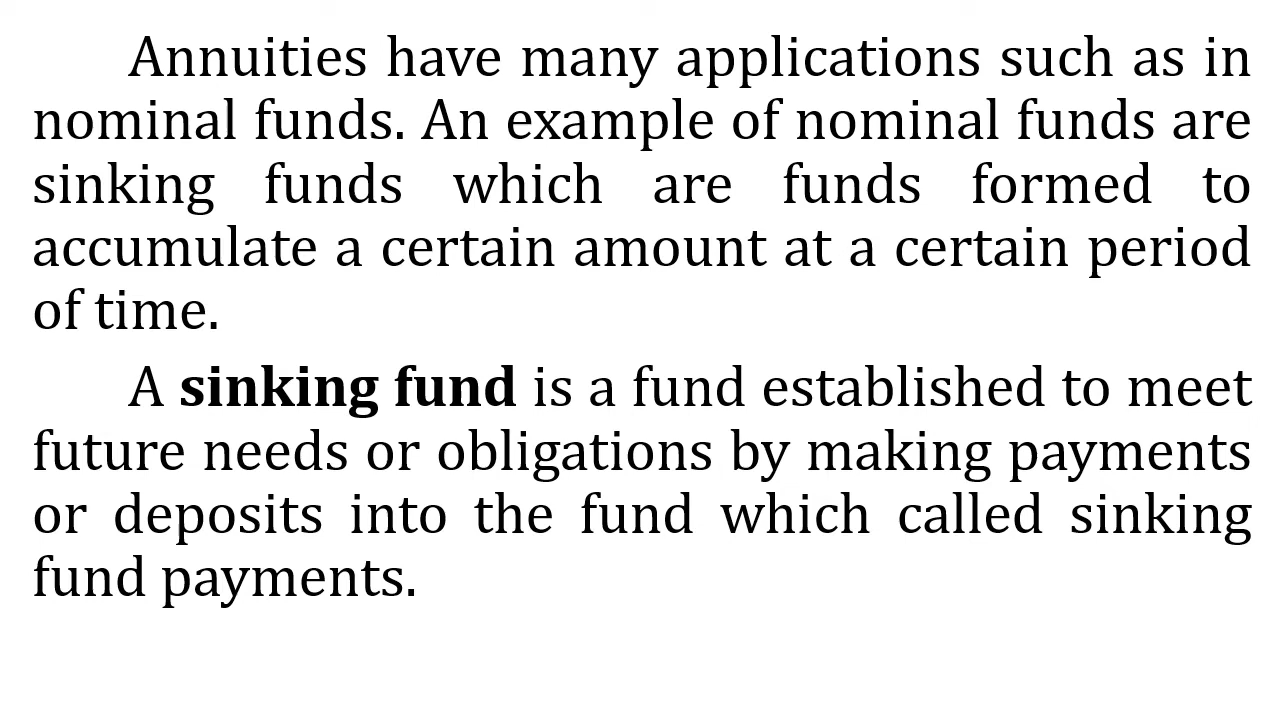 Annuities have many applications such as in
nominal funds. An example of nominal funds are
sinking funds which are funds formed to
accumulate a certain amount at a certain period
of time.
A sinking fund is a fund established to meet
future needs or obligations by making payments
or deposits into the fund which called sinking
fund payments.